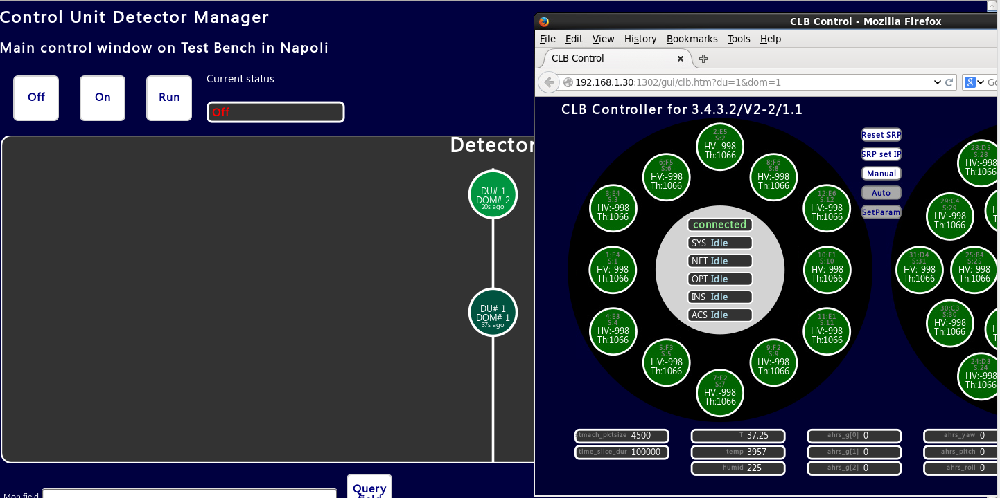 Control Unit Detector Manager
Main control window on Test Bench in Napoli
Off
On
Run
Current status
Off
Detector
DU# 1
DOM# 2
20s ago
DU# 1
DOM# 1
37s ago
Mon field
Query
field
CLB Control - Mozilla Firefox
File Edit View History Bookmarks Tools Help
CLB Control
192.168.1.30:1302/gui/clb.htm?du=1&dom=1
CLB Controller for 3.4.3.2/V2-2/1.1
2:E5
S:2
HV:-998
Th:1066
6:F5
S:6
HV:-998
Th:1066
8:F6
S:8
HV:-998
Th:1066
3:E4
S:3
HV:-998
Th:1066
12:E6
S:12
HV:-998
Th:1066
1:F4
S:1
HV:-998
Th:1066
10:F1
S:10
HV:-998
Th:1066
4:E3
S:4
HV:-998
Th:1066
11:E1
S:11
HV:-998
Th:1066
5:F3
S:5
HV:-998
Th:1066
9:F2
S:9
HV:-998
Th:1066
7:E2
S:7
HV:-998
Th:1066
connected
SYS Idle
NET Idle
OPT Idle
INS Idle
ACS Idle
Reset SRP
SRP set IP
Manual
Auto
SetParam
28:D5
S:28
HV:-998
Th:1066
29:C4
S:29
HV:-998
Th:1066
31:D4
S:31
HV:-998
Th:1066
25:B4
S:25
HV:-998
Th:1066
30:C3
S:30
HV:-998
Th:1066
24:D3
S:24
HV:-998
Th:1066
stmach_pktsize 4500
time_slice_dur 100000
T 37.25
temp 3957
humid 225
ahrs_g[0] 0
ahrs_g[1] 0
ahrs_g[2] 0
ahrs_yaw 0
ahrs_pitch 0
ahrs_roll 0